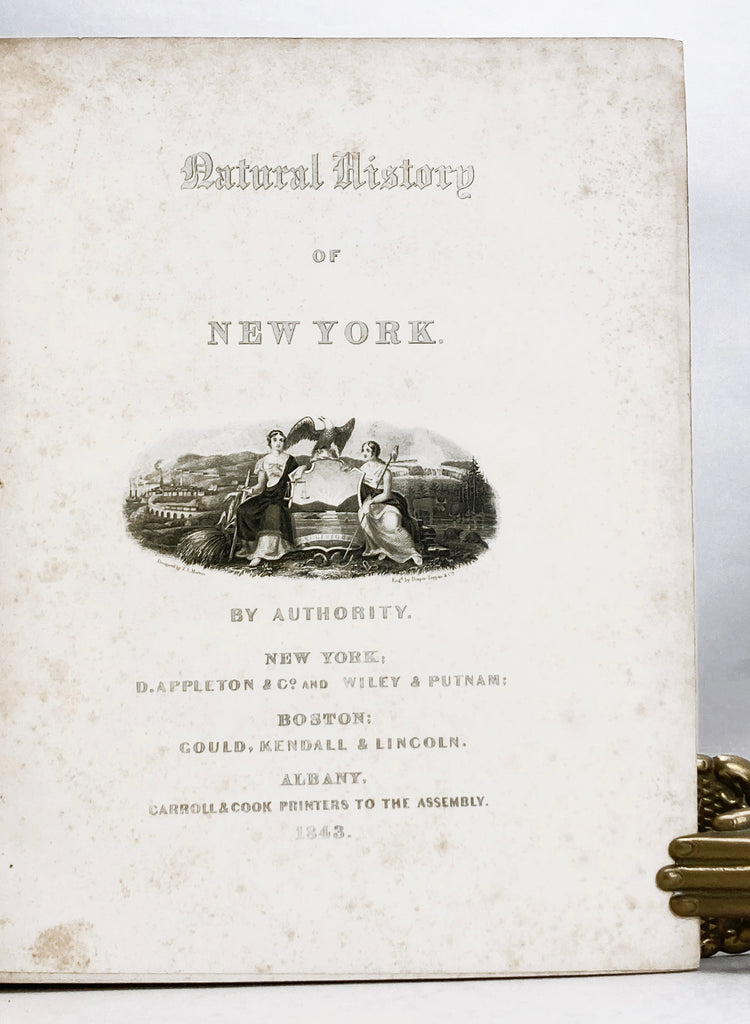 Natural History
OF
NEW YORK.
EXCELSIOR
BY AUTHORITY.
NEW YORK;
D. APPLETON & Co. AND WILEY & PUTNAM;
BOSTON;
GOULD, KENDALL & LINCOLN.
ALBANY,
CARROLL & COOK PRINTERS TO THE ASSEMBLY.
1843.